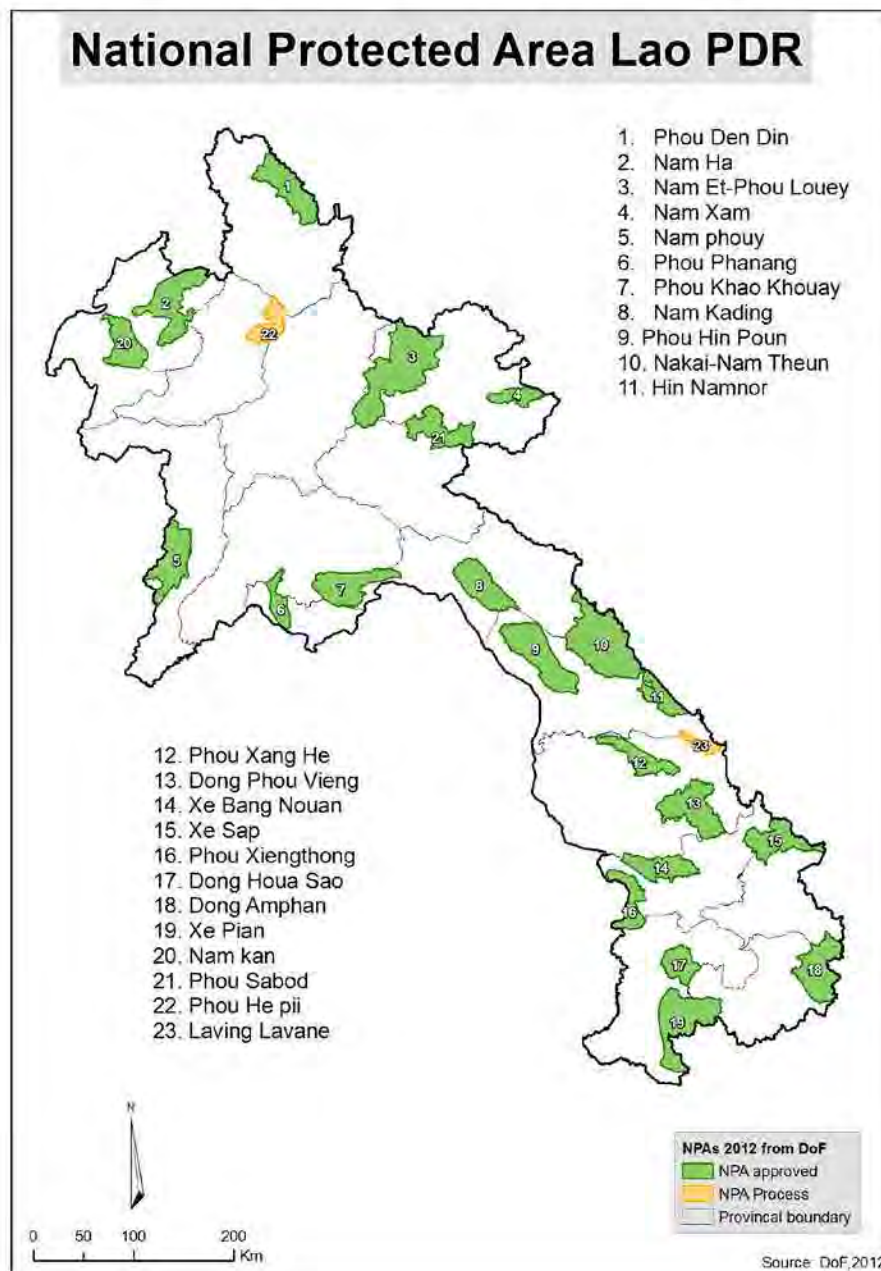 National Protected Area Lao PDR
1. Phou Den Din
2. Nam Ha
3. Nam Et-Phou Louey
4. Nam Xam
5. Nam phouy
6. Phou Phanang
7. Phou Khao Khouay
8. Nam Kading
9. Phou Hin Poun
10. Nakai-Nam Theun
11. Hin Namnor
1
2
20
22
3
4
21
5
6
7
8
9
10
11
23
12
13
15
14
16
17
18
19
12. Phou Xang He
13. Dong Phou Vieng
14. Xe Bang Nouan
15. Xe Sap
16. Phou Xiengthong
17. Dong Houa Sao
18. Dong Amphan
19. Xe Pian
20. Nam kan
21. Phou Sabod
22. Phou He pii
23. Laving Lavane
N
0 50 100 200
Km
NPAs 2012 from DoF
NPA approved
NPA Process
Provincal boundary
Source: DoF,2012